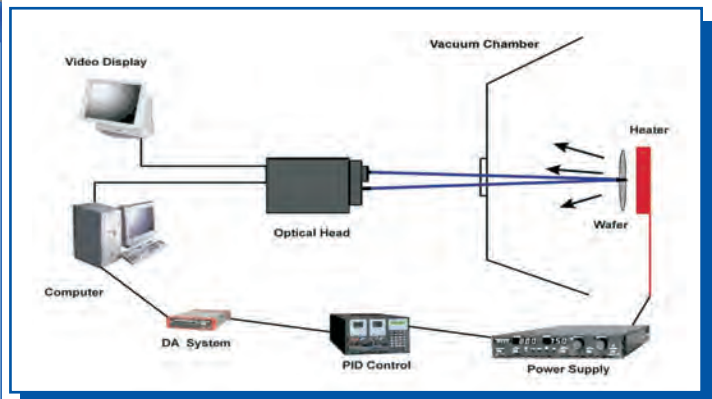 Vacuum Chamber
Video Display
Heater
Optical Head
Wafer
Computer
DA System
PID Control
Power Supply